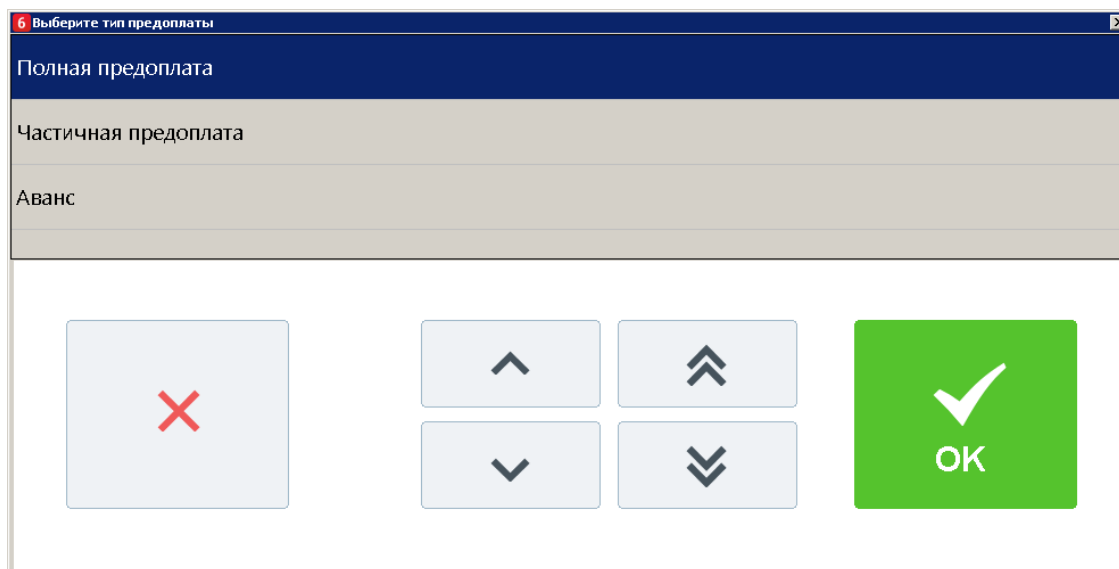 6 Выберите тип предоплаты
Полная предоплата
Частичная предоплата
Аванс
OK